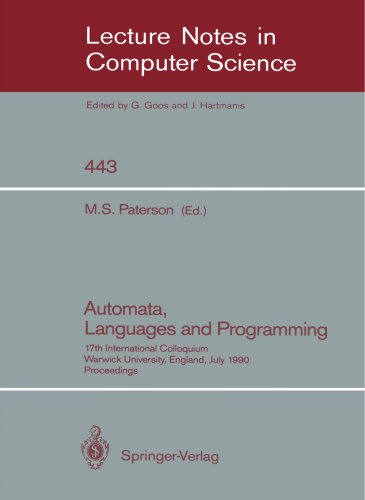 Lecture Notes in
Computer Science
Edited by G. Goos and J. Hartmanis
443
M.S. Paterson (Ed.)
Automata,
Languages and Programming
17th International Colloquium
Warwick University, England, July 1990
Proceedings
Springer-Verlag